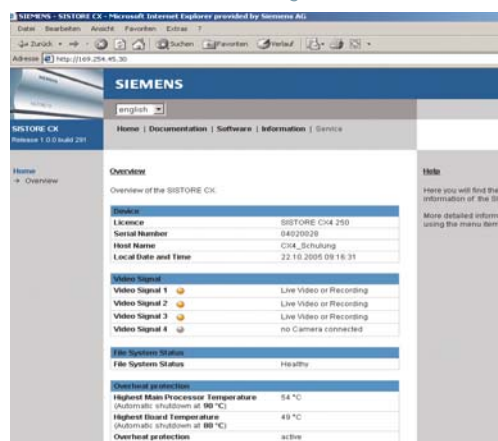 SIEMENS - SISTORE CX - Microsoft Internet Explorer provided by Siemens AG
Datei Bearbeiten Ansicht Favoriten Extras ?
Zurück Suchen Favoriten Verlauf
Adresse http://169.254.45.30
SIEMENS
english
SISTORE CX
Release 1.0.0 build 291
Home | Documentation | Software | Information | Service
Home
Overview
Overview
Overview of the SISTORE CX.
Device
Licence SISTORE CX4 250
Serial Number 04020028
Host Name CX4_Schulung
Local Date and Time 22.10.2005 09:16:31
Video Signal
Video Signal 1 Live Video or Recording
Video Signal 2 Live Video or Recording
Video Signal 3 Live Video or Recording
Video Signal 4 no Camera connected
File System Status
File System Status Healthy
Overheat protection
Highest Main Processor Temperature 54 °C
(Automatic shutdown at 90 °C)
Highest Board Temperature 49 °C
(Automatic shutdown at 80 °C)
Overheat protection active
Help
Here you will find the
information of the
More detailed
using the menu